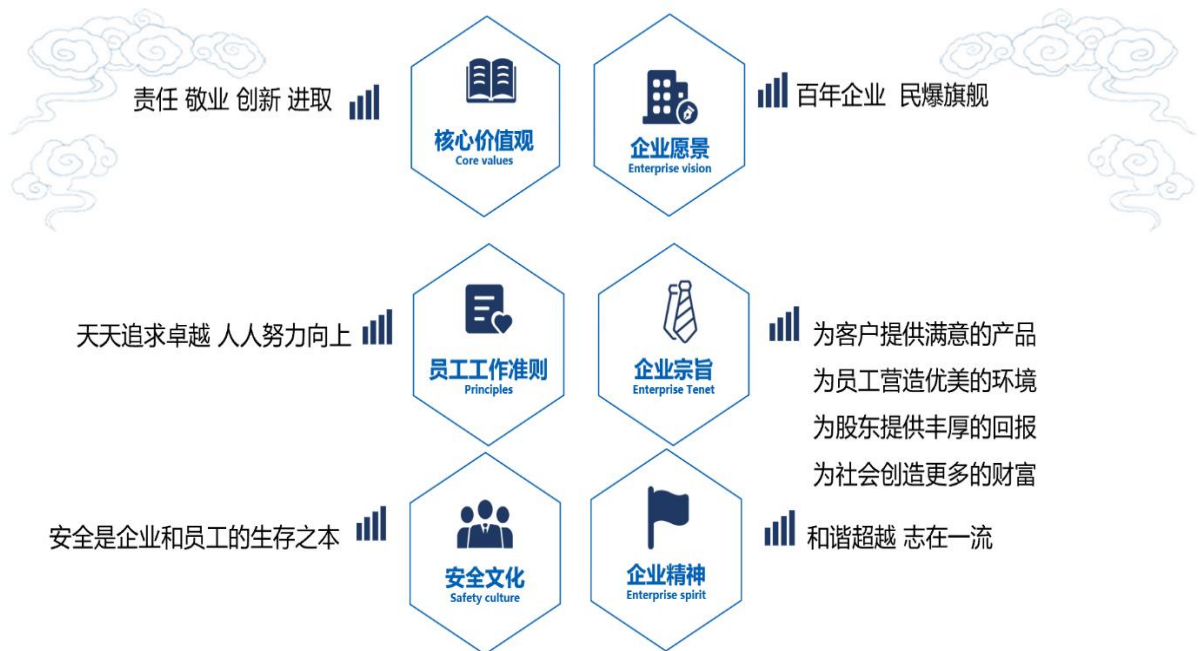 责任 敬业 创新 进取
核心价值观
Core values
企业愿景
Enterprise vision
百年企业 民爆旗舰
天天追求卓越 人人努力向上
员工工作准则
Principles
企业宗旨
Enterprise Tenet
为客户提供满意的产品
为员工营造优美的环境
为股东提供丰厚的回报
为社会创造更多的财富
安全是企业和员工的生存之本
安全文化
Safety culture
企业精神
Enterprise spirit
和谐超越 志在一流